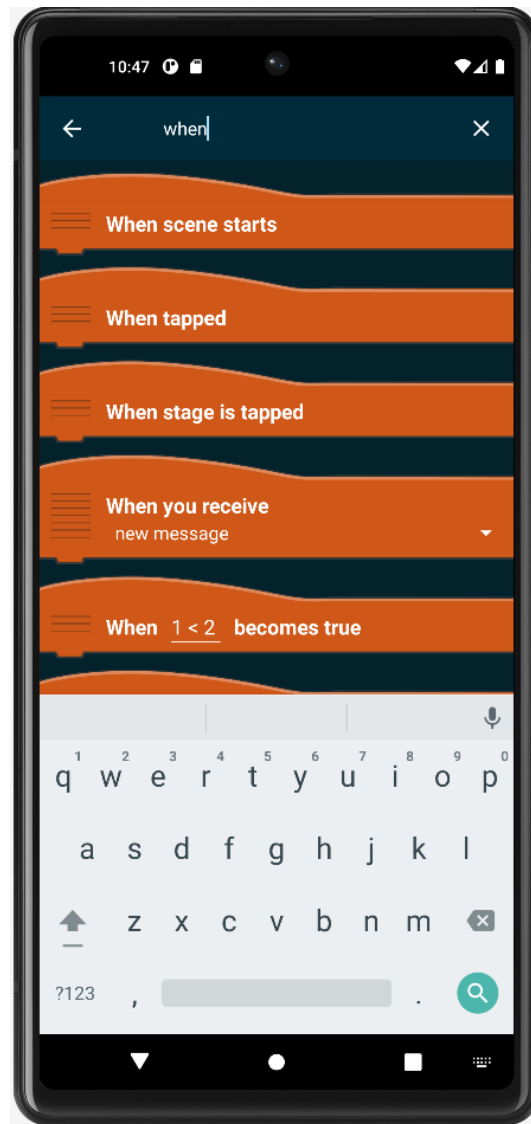 10:47
when
When scene starts
When tapped
When stage is tapped
When you receive
new message
When 1 < 2 becomes true
1 2 3 4 5 6 7 8 9 0
q w e r t y u i o p
a s d f g h j k l
z x c v b n m
?123 , .